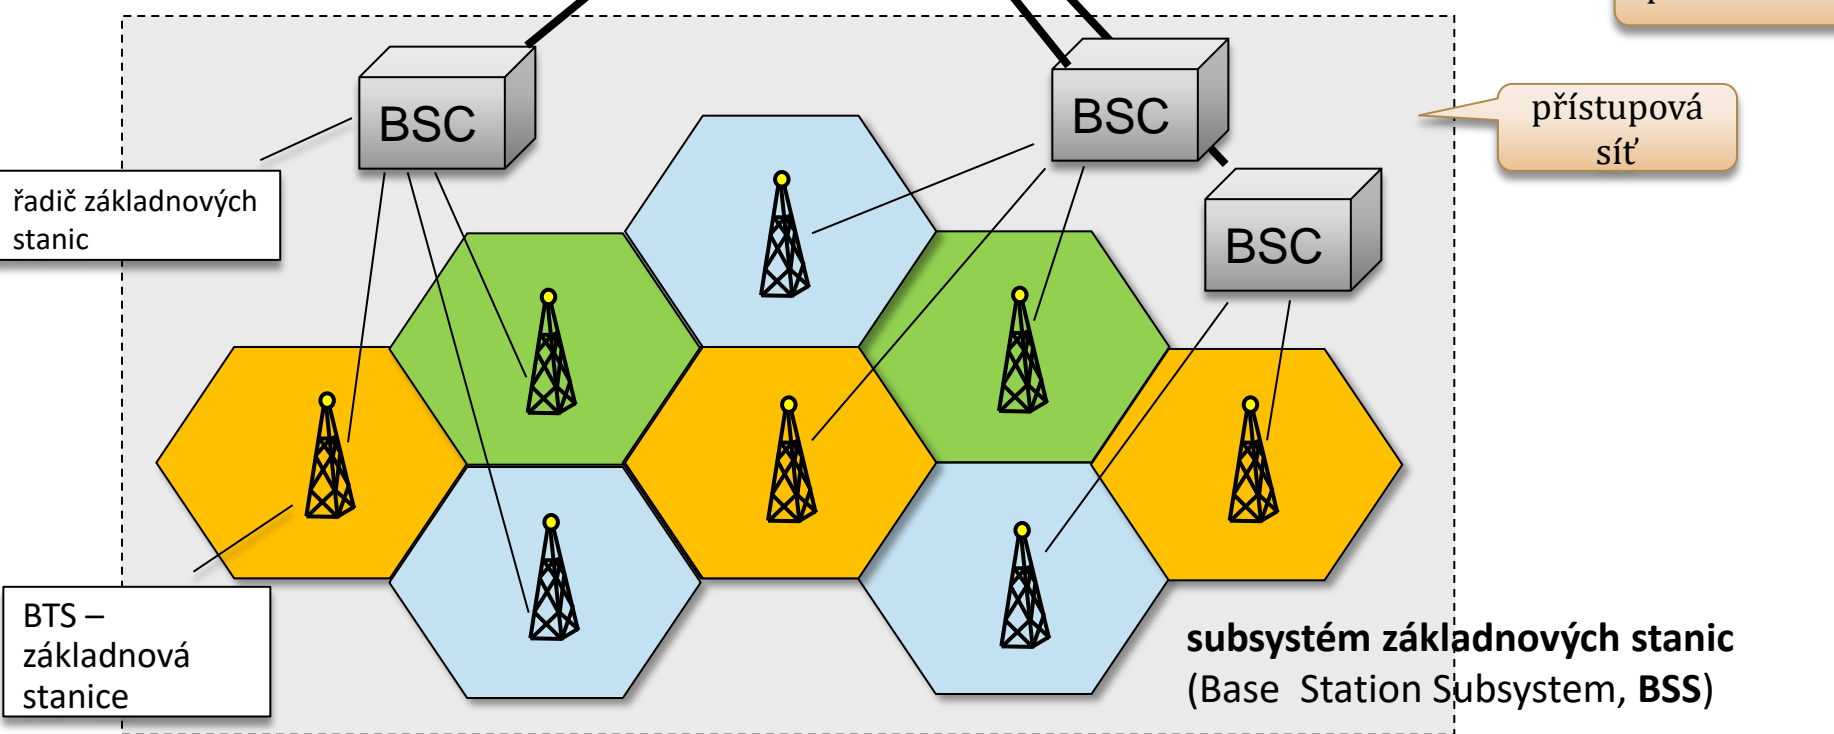 BSC
BSC
přístupová
síť
řadič základnových
stanic
BSC
BTS –
základnová
stanice
subsystém základnových stanic
(Base Station Subsystem, BSS)